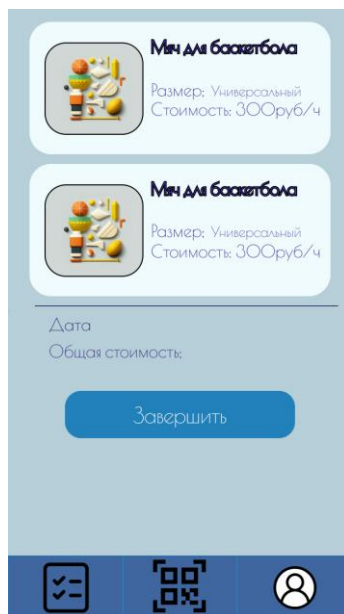 Мяч для баскетбола
Размер: Универсальный
Стоимость: 300руб/ч
Мяч для баскетбола
Размер: Универсальный
Стоимость: 300руб/ч
Дата
Общая стоимость:
Завершить